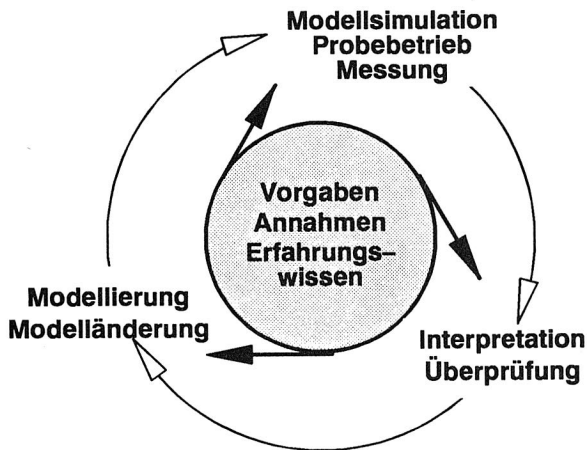 Modellsimulation
Probebetrieb
Messung
Vorgaben
Annahmen
Erfahrungs–
wissen
Modellierung
Modelländerung
Interpretation
Überprüfung